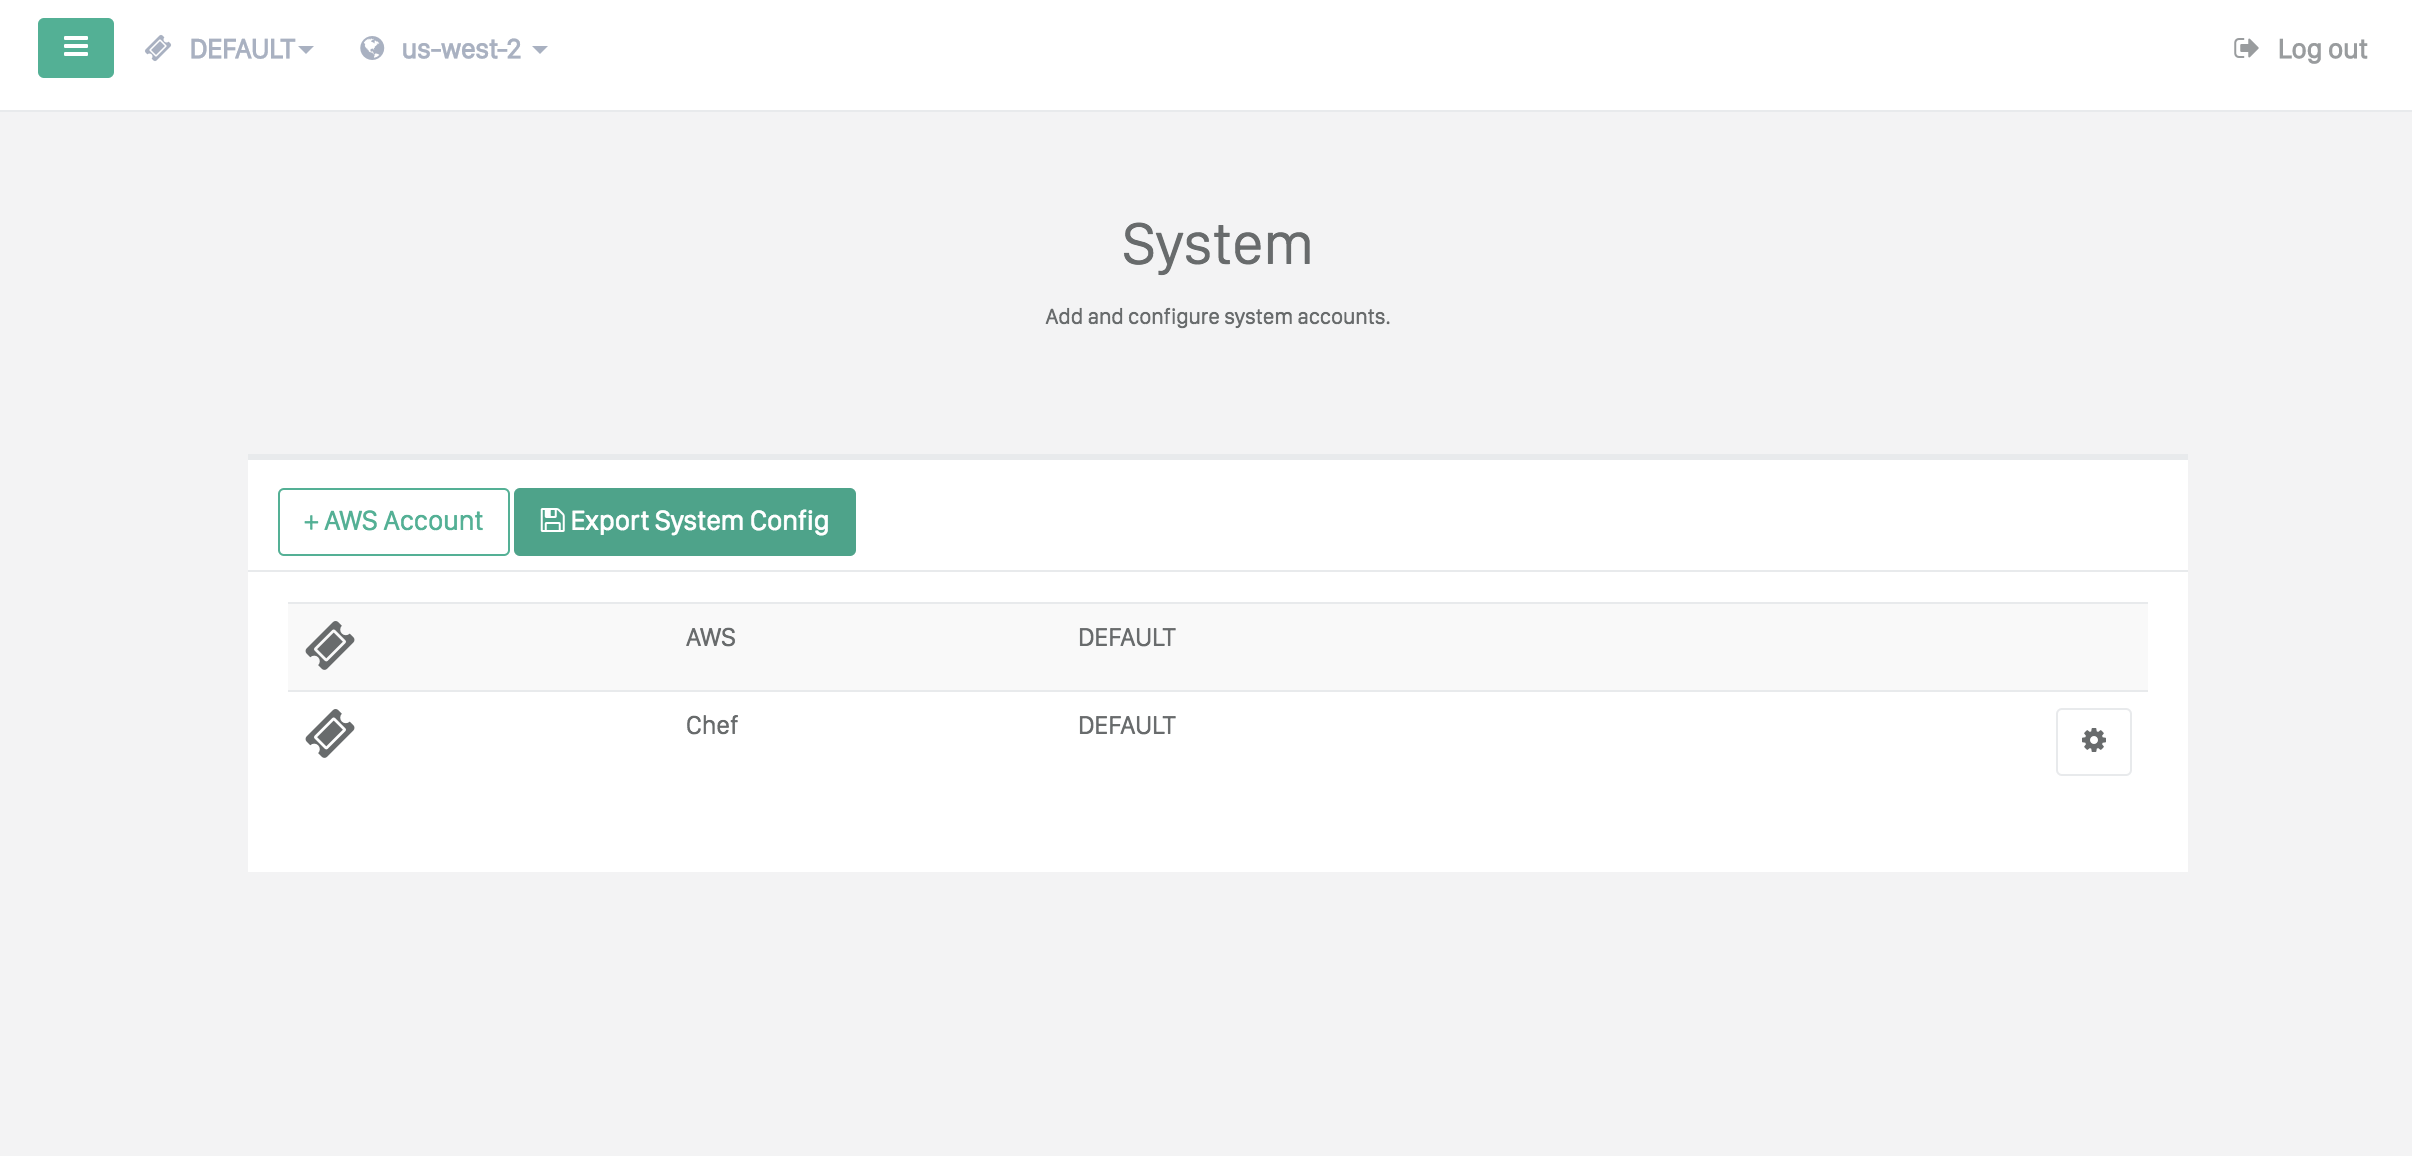 DEFAULT us-west-2 Log out
System
Add and configure system accounts.
+ AWS Account Export System Config
AWS DEFAULT
Chef DEFAULT